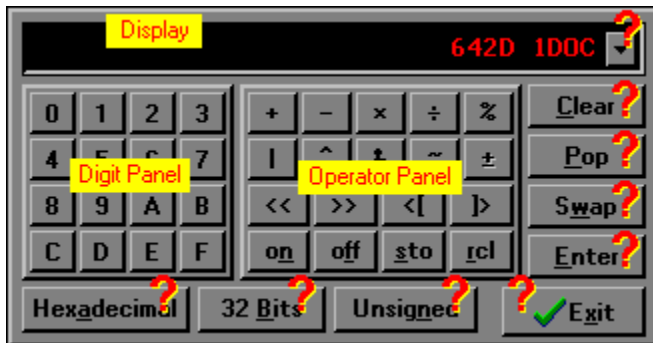 Display
642D 1D0C
0 1 2 3 + - × ÷ % Clear
4 7 | ^ ~ ± Pop
Digit Panel Operator Panel
8 9 A B << >> <[ ]> Swap
C D E F on off sto rcl Enter
Hexadecimal 32 Bits Unsigned Exit